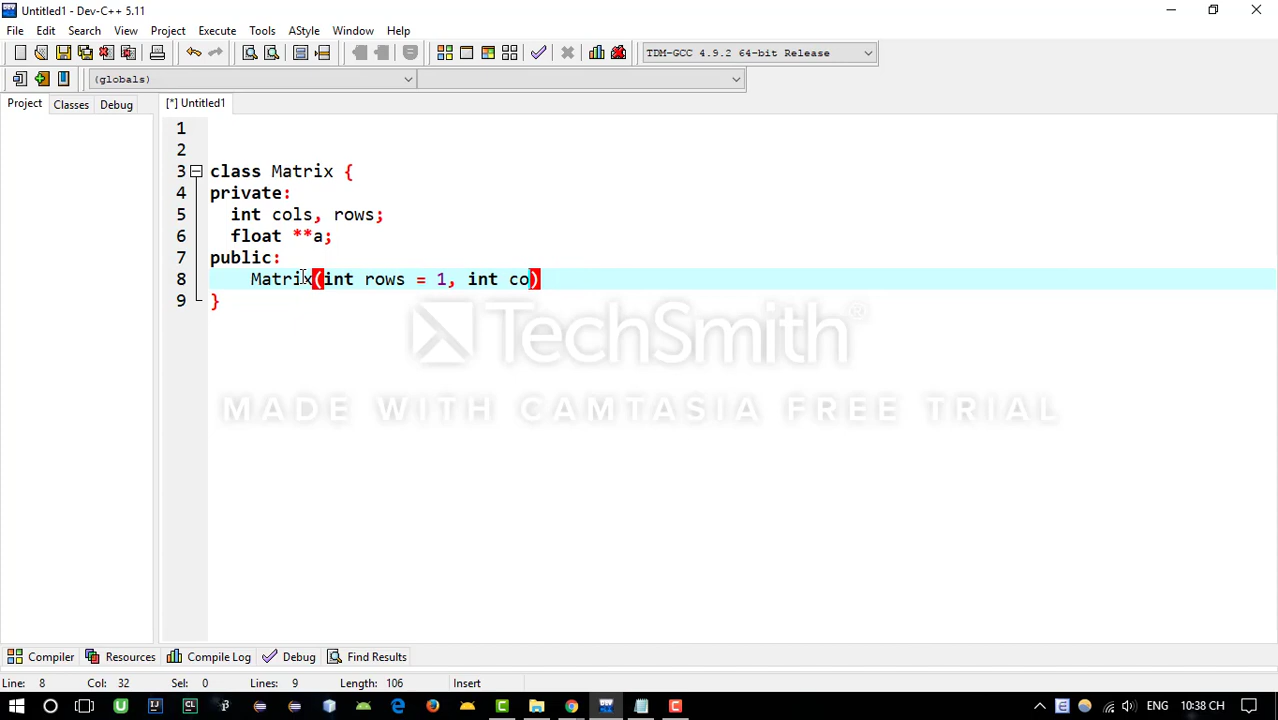 Untitled1 - Dev-C++ 5.11
File Edit Search View Project Execute Tools AStyle Window Help
TDM-GCC 4.9.2 64-bit Release
(globals)
Project Classes Debug [*] Untitled1
1
2
3 class Matrix {
4 private:
5 int cols, rows;
6 float **a;
7 public:
8 Matrix(int rows = 1, int co)
9 }
TechSmith®
MADE WITH CAMTASIA FREE TRIAL
Compiler Resources Compile Log Debug Find Results
Line: 8 Col: 32 Sel: 0 Lines: 9 Length: 106 Insert
ENG 10:38 CH